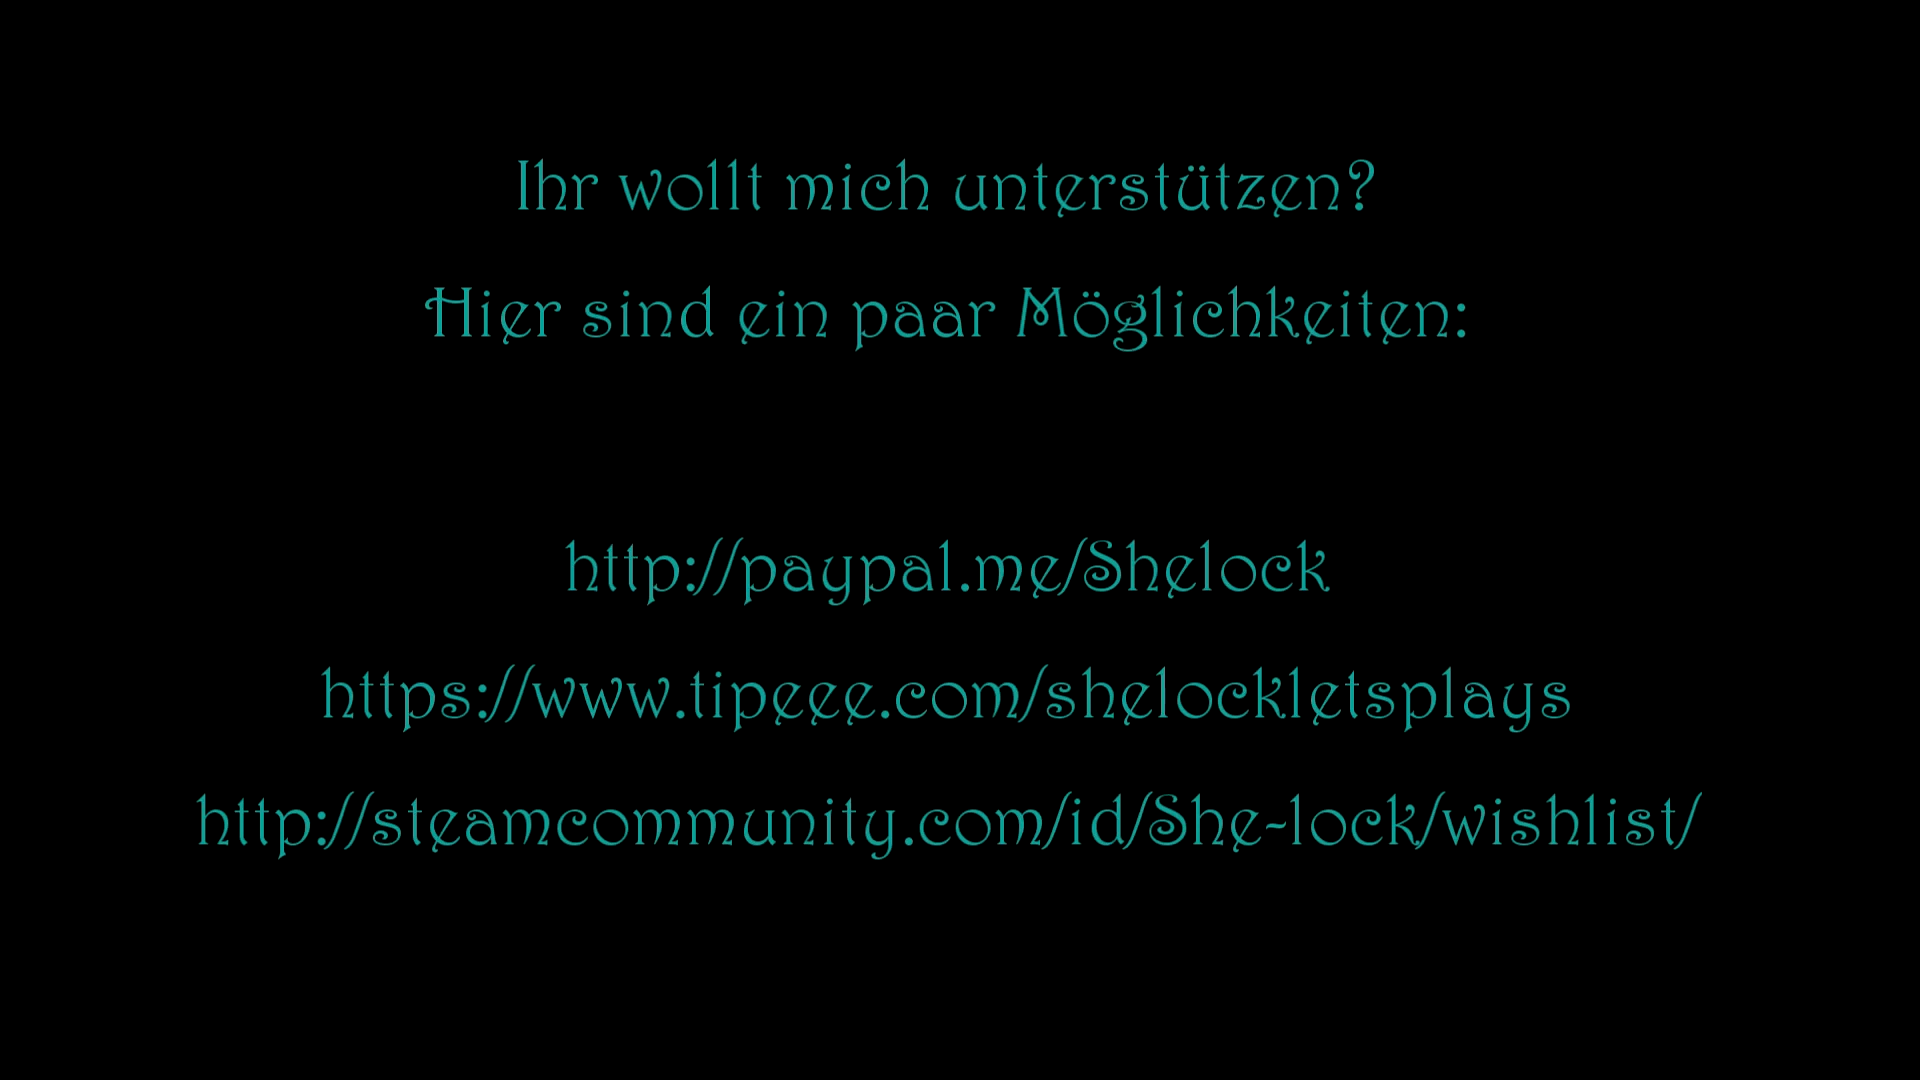 Ihr wollt mich unterstützen?
Hier sind ein paar Möglichkeiten:
http://paypal.me/Shelock
https://www.tipeee.com/shelockletsplays
http://steamcommunity.com/id/She-lock/wishlist/